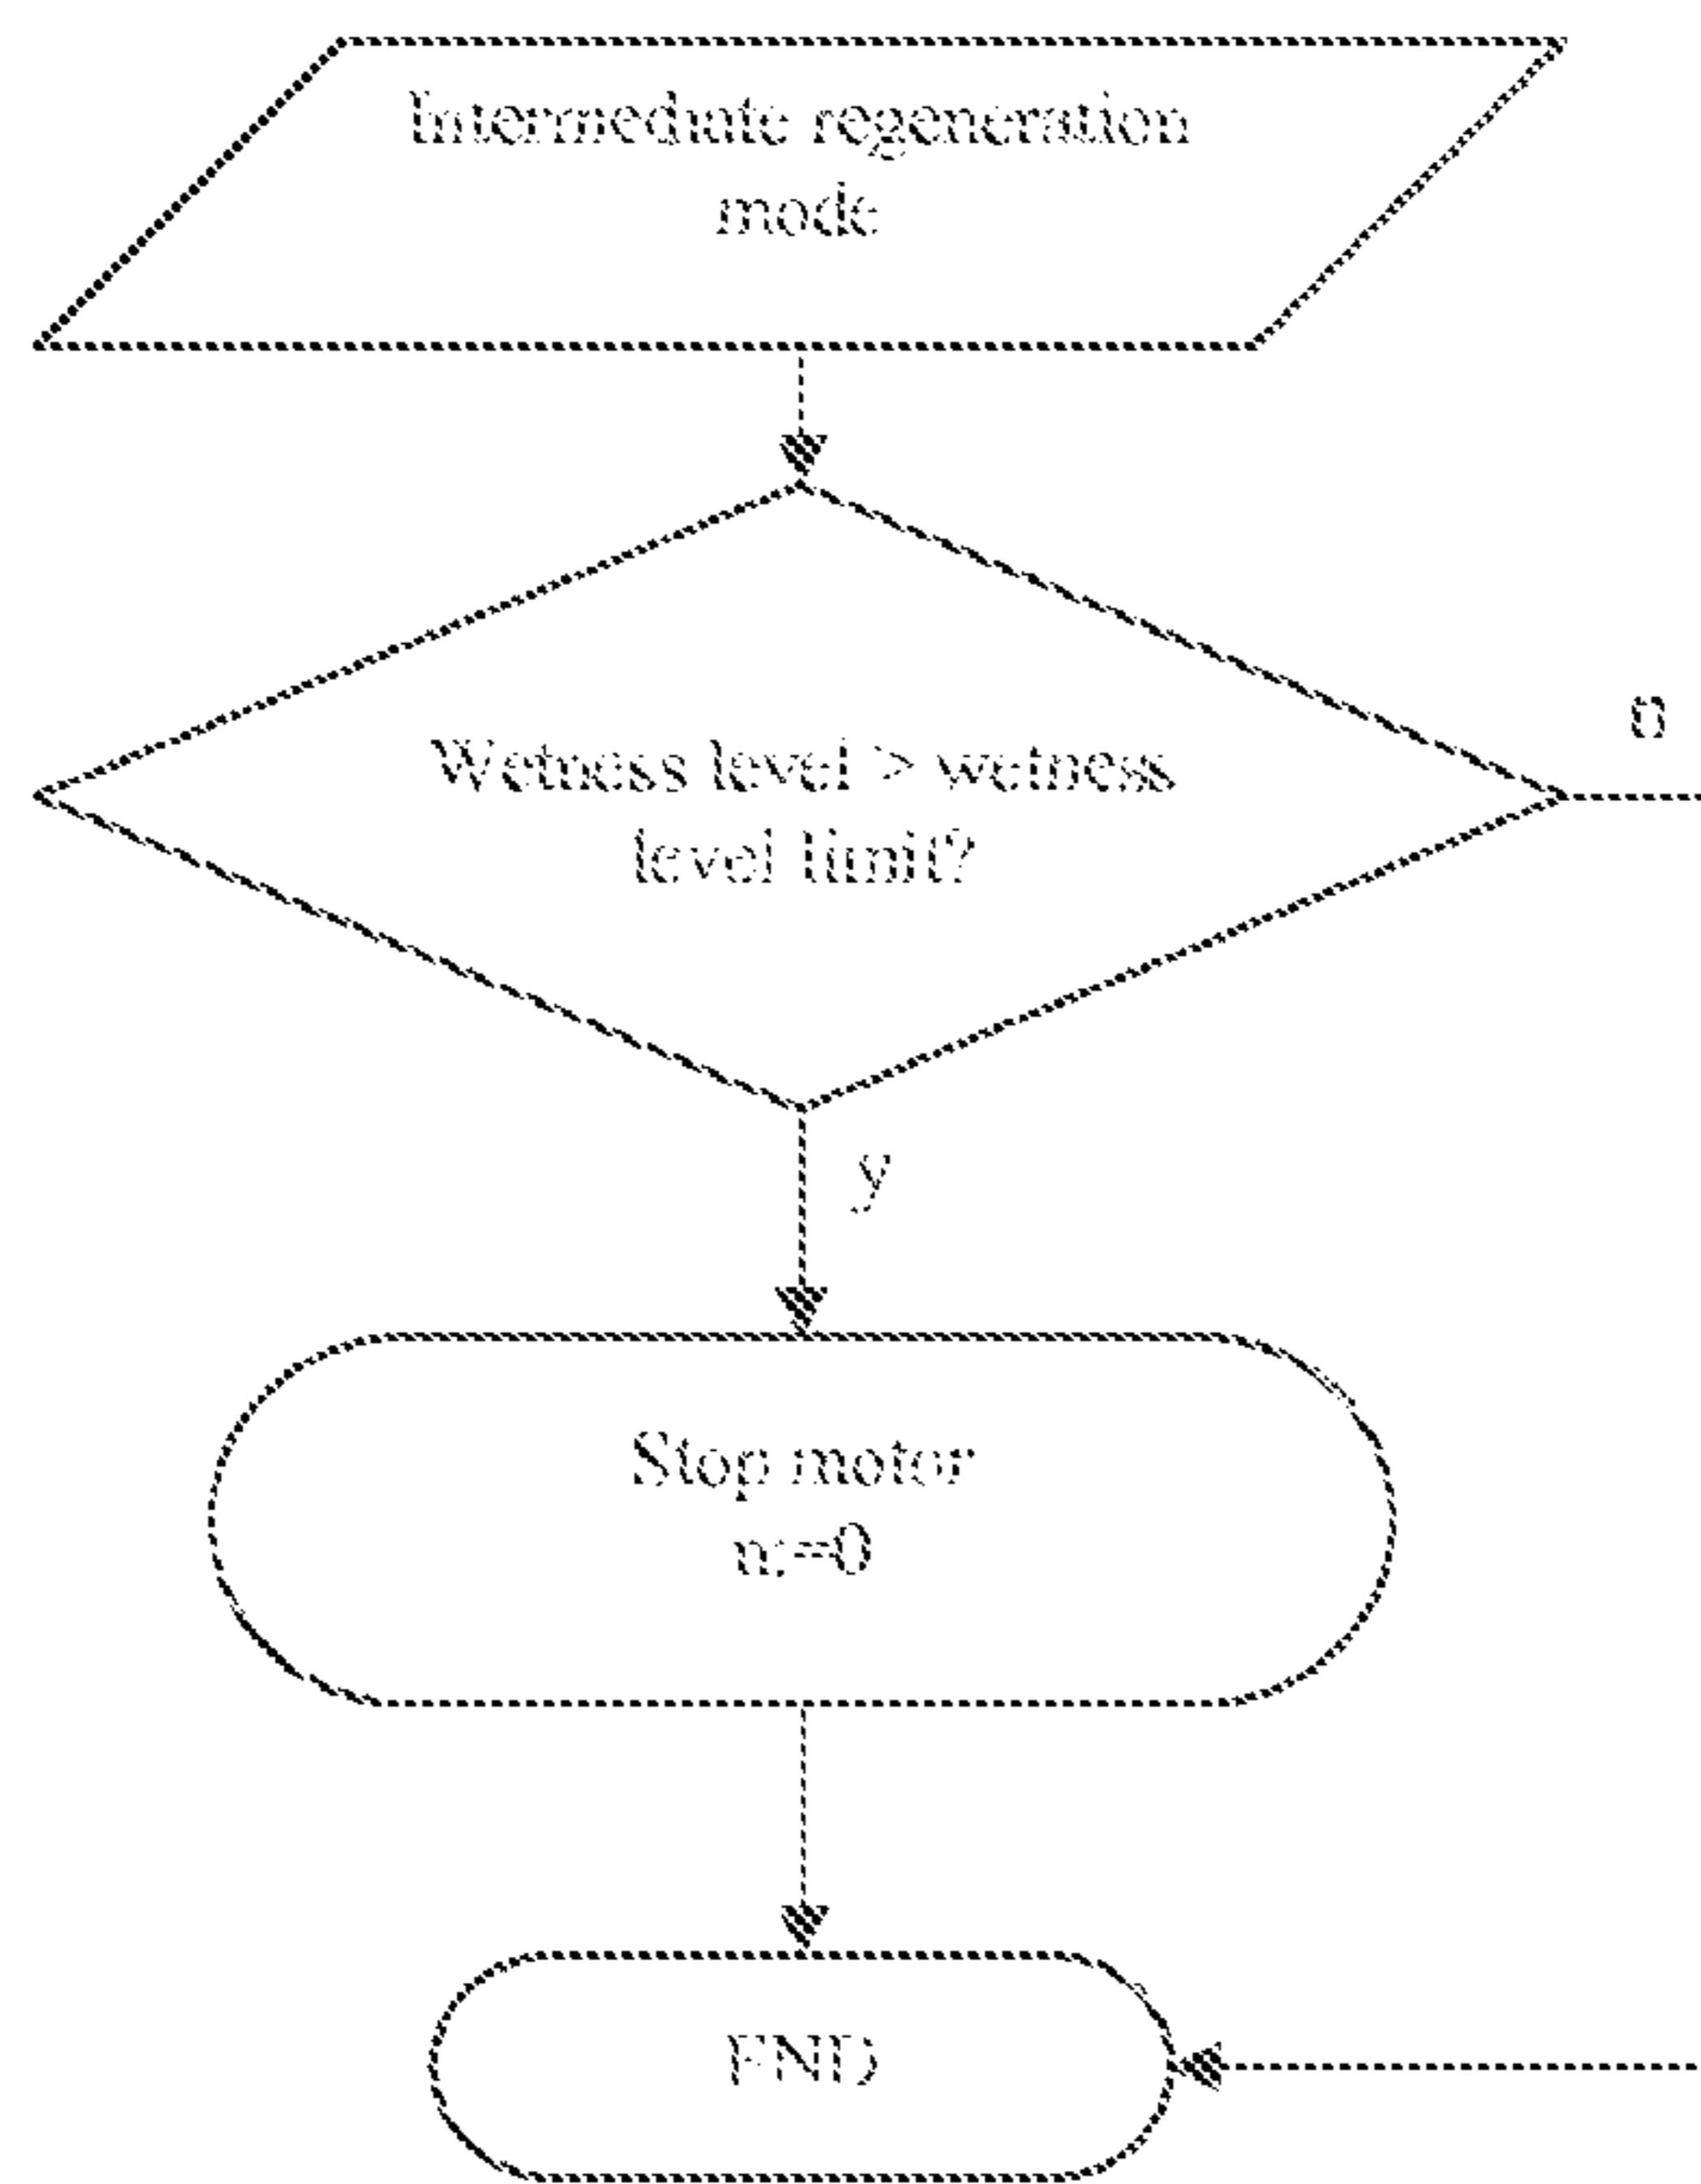 Intermediate regeneration
mode
Wetness level > wetness
level limit?
n
y
Stop motor
n:=0
END